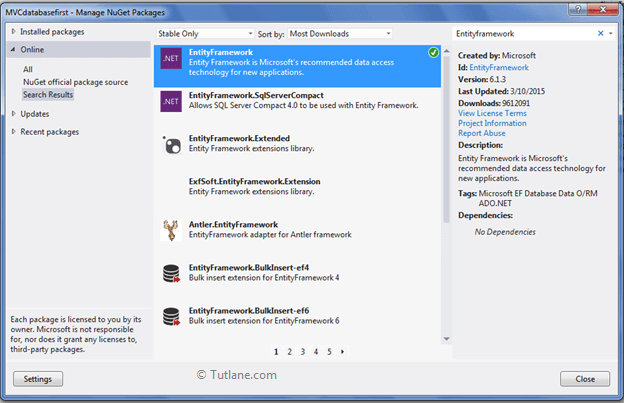 MVCdatabasefirst - Manage NuGet Packages
Installed packages
Online
All
NuGet official package source
Search Results
Updates
Recent packages
Each package is licensed to you by its
owner. Microsoft is not responsible
for, nor does it grant any licenses to,
third-party packages.
Stable Only
Sort by: Most Downloads
EntityFramework
Entity Framework is Microsoft's recommended data access
technology for new applications.
.NET
EntityFramework.SqlServerCompact
Allows SQL Server Compact 4.0 to be used with Entity Framework.
.NET
EntityFramework.Extended
Entity Framework extensions library.
ExfSoft.EntityFramework.Extension
Entity Framework extensions library.
Antler.EntityFramework
EntityFramework adapter for Antler framework
EntityFramework.BulkInsert-ef4
Bulk insert extension for EntityFramework 4
EntityFramework.BulkInsert-ef6
Bulk insert extension for EntityFramework 6
1 2 3 4 5
EntityFramework
Created by: Microsoft
Id: EntityFramework
Version: 6.1.3
Last Updated: 3/10/2015
Downloads: 9612091
View License Terms
Project Information
Report Abuse
Description:
Entity Framework is Microsoft's
recommended data access technology for
new applications.
Tags: Microsoft EF Database Data O/RM
ADO.NET
Dependencies:
No Dependencies
Settings
© Tutlane.com
Close